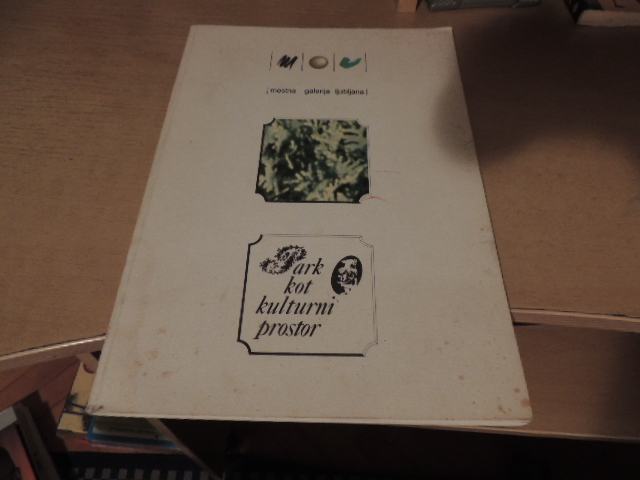 mestna galerija ljubljana
Park
kot
kulturni
prostor